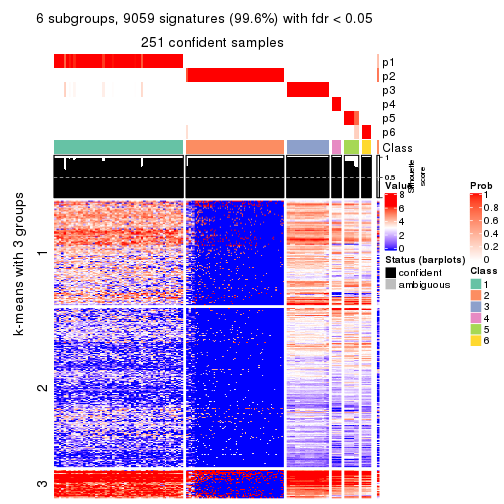 6 subgroups, 9059 signatures (99.6%) with fdr < 0.05
251 confident samples
p1
p2
p3
p4
p5
p6
Class
1
0.5
Silhouette
score
k-means with 3 groups
1
2
3
Value
8
6
4
2
0
Status (barplots)
confident
ambiguous
Prob
1
0.8
0.6
0.4
0.2
0
Class
1
2
3
4
5
6